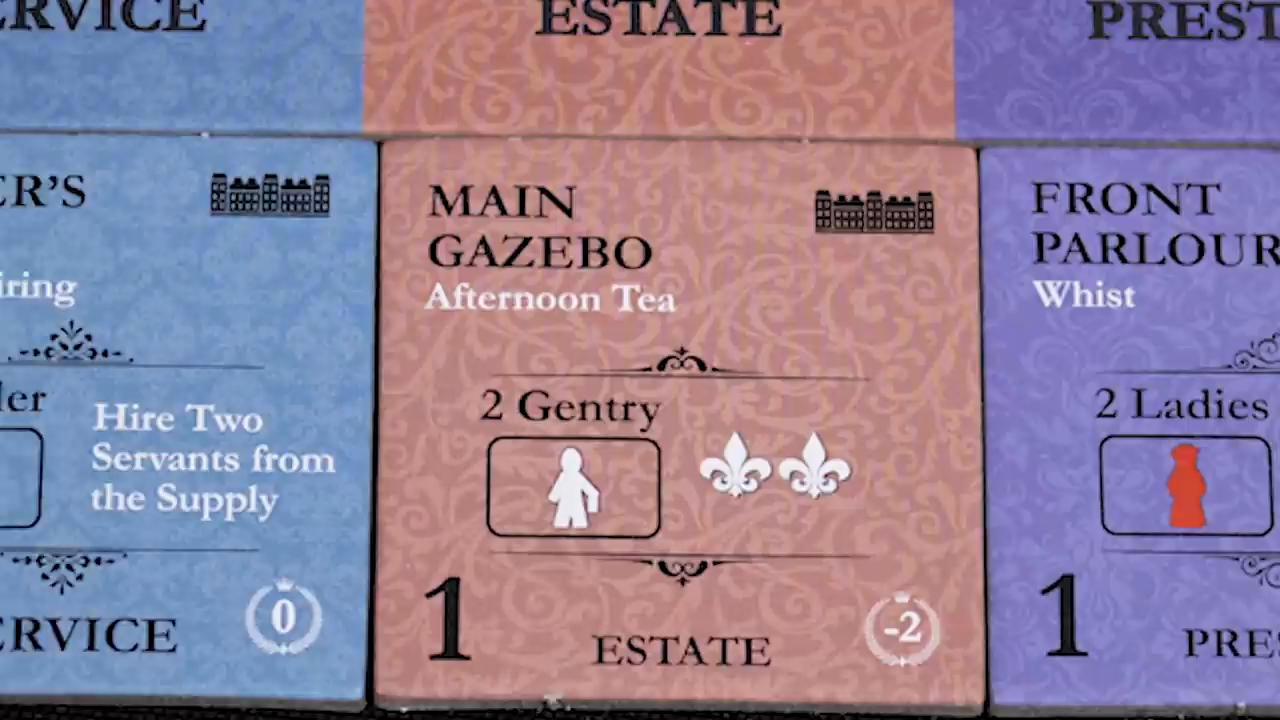 ERVICE
ESTATE
PREST
ER'S
iring
ler
Hire Two
Servants from
the Supply
0
ERVICE
MAIN
GAZEBO
Afternoon Tea
2 Gentry
1
ESTATE
-2
FRONT
PARLOUR
Whist
2 Ladies
1
PRES